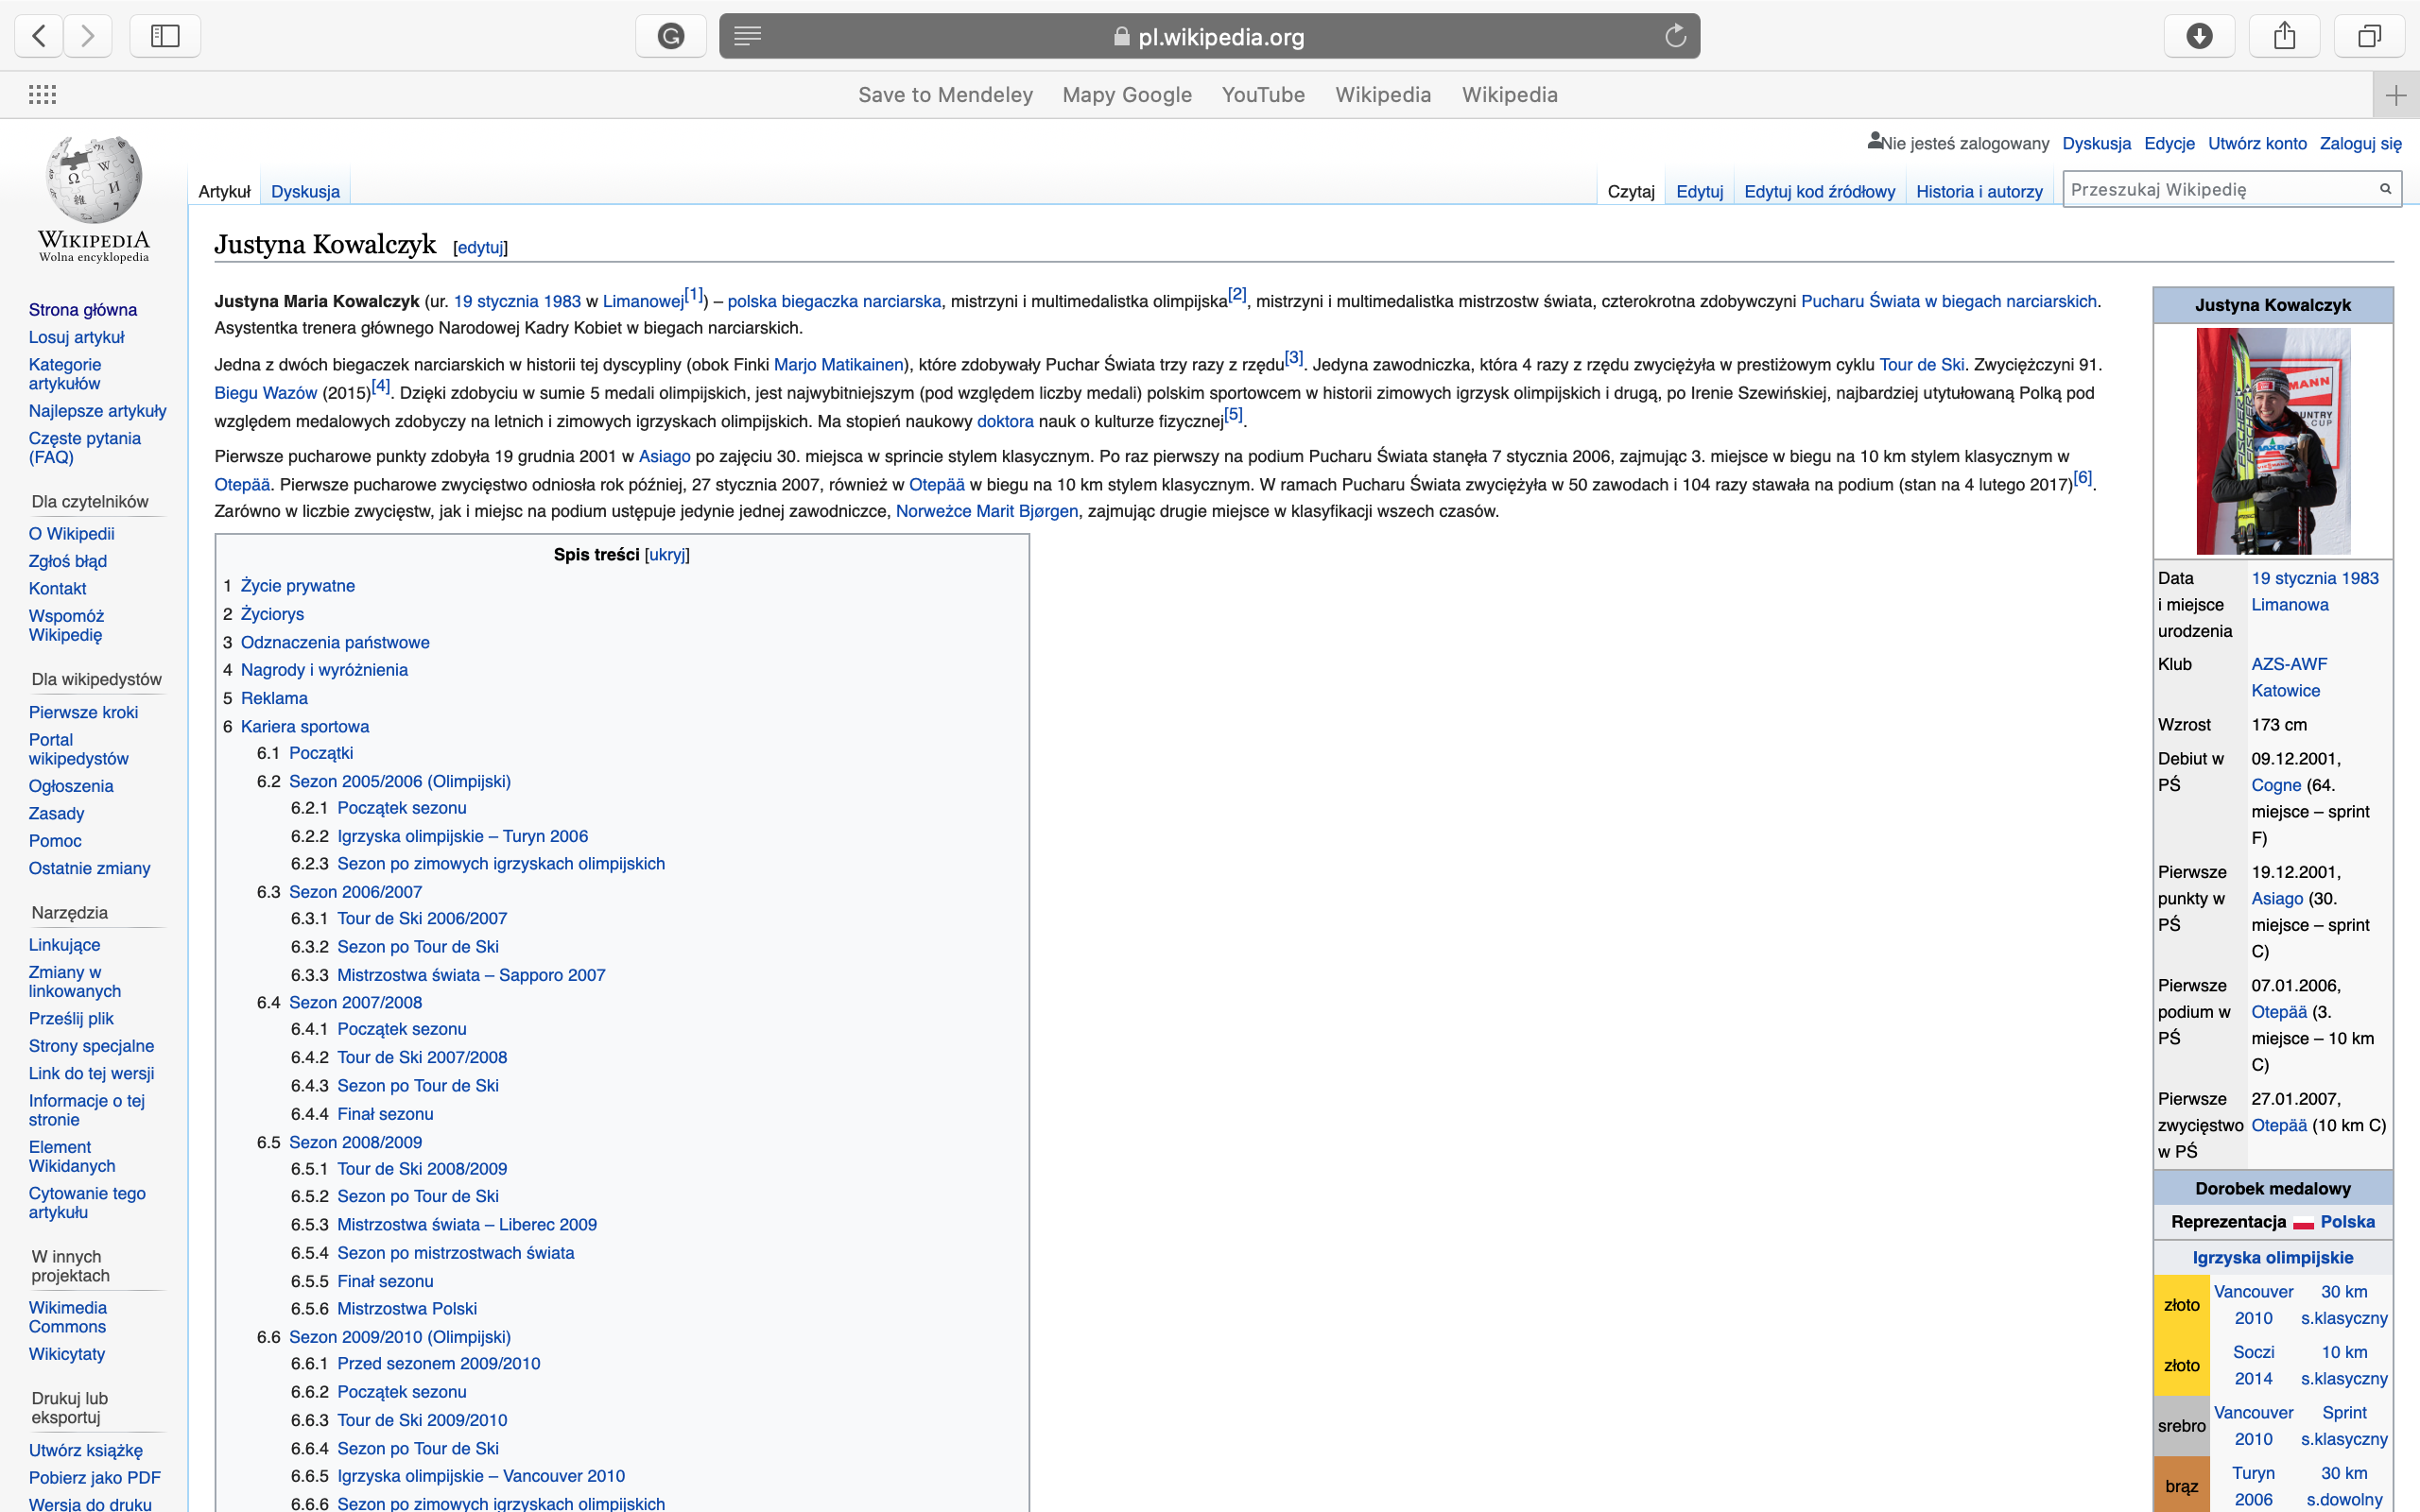 pl.wikipedia.org
Save to Mendeley Mapy Google YouTube Wikipedia Wikipedia
Nie jesteś zalogowany Dyskusja Edycje Utwórz konto Zaloguj się
Artykuł Dyskusja Czytaj Edytuj Edytuj kod źródłowy Historia i autorzy Przeszukaj Wikipedię
WIKIPEDIA
Wolna encyklopedia
Strona główna
Losuj artykuł
Kategorie
artykułów
Najlepsze artykuły
Częste pytania
(FAQ)
Dla czytelników
O Wikipedii
Zgłoś błąd
Kontakt
Wspomóż
Wikipedię
Dla wikipedystów
Pierwsze kroki
Portal
wikipedystów
Ogłoszenia
Zasady
Pomoc
Ostatnie zmiany
Narzędzia
Linkujące
Zmiany w
linkowanych
Prześlij plik
Strony specjalne
Link do tej wersji
Informacje o tej
stronie
Element
Wikidanych
Cytowanie tego
artykułu
W innych
projektach
Wikimedia
Commons
Wikicytaty
Drukuj lub
eksportuj
Utwórz książkę
Pobierz jako PDF
Wersja do druku
Justyna Kowalczyk [edytuj]
Justyna Maria Kowalczyk (ur. 19 stycznia 1983 w Limanowej[1]) – polska biegaczka narciarska, mistrzyni i multimedalistka olimpijska[2], mistrzyni i multimedalistka mistrzostw świata, czterokrotna zdobywczyni Pucharu Świata w biegach narciarskich.
Asystentka trenera głównego Narodowej Kadry Kobiet w biegach narciarskich.
Jedna z dwóch biegaczek narciarskich w historii tej dyscypliny (obok Finki Marjo Matikainen), które zdobywały Puchar Świata trzy razy z rzędu[3]. Jedyna zawodniczka, która 4 razy z rzędu zwyciężyła w prestiżowym cyklu Tour de Ski. Zwyciężczyni 91.
Biegu Wazów (2015)[4]. Dzięki zdobyciu w sumie 5 medali olimpijskich, jest najwybitniejszym (pod względem liczby medali) polskim sportowcem w historii zimowych igrzysk olimpijskich i drugą, po Irenie Szewińskiej, najbardziej utytułowaną Polką pod
względem medalowych zdobyczy na letnich i zimowych igrzyskach olimpijskich. Ma stopień naukowy doktora nauk o kulturze fizycznej[5].
Pierwsze pucharowe punkty zdobyła 19 grudnia 2001 w Asiago po zajęciu 30. miejsca w sprincie stylem klasycznym. Po raz pierwszy na podium Pucharu Świata stanęła 7 stycznia 2006, zajmując 3. miejsce w biegu na 10 km stylem klasycznym w
Otepää. Pierwsze pucharowe zwycięstwo odniosła rok później, 27 stycznia 2007, również w Otepää w biegu na 10 km stylem klasycznym. W ramach Pucharu Świata zwyciężyła w 50 zawodach i 104 razy stawała na podium (stan na 4 lutego 2017)[6].
Zarówno w liczbie zwycięstw, jak i miejsc na podium ustępuje jedynie jednej zawodniczce, Norweżce Marit Bjørgen, zajmując drugie miejsce w klasyfikacji wszech czasów.
Spis treści [ukryj]
1 Życie prywatne
2 Życiorys
3 Odznaczenia państwowe
4 Nagrody i wyróżnienia
5 Reklama
6 Kariera sportowa
6.1 Początki
6.2 Sezon 2005/2006 (Olimpijski)
6.2.1 Początek sezonu
6.2.2 Igrzyska olimpijskie – Turyn 2006
6.2.3 Sezon po zimowych igrzyskach olimpijskich
6.3 Sezon 2006/2007
6.3.1 Tour de Ski 2006/2007
6.3.2 Sezon po Tour de Ski
6.3.3 Mistrzostwa świata – Sapporo 2007
6.4 Sezon 2007/2008
6.4.1 Początek sezonu
6.4.2 Tour de Ski 2007/2008
6.4.3 Sezon po Tour de Ski
6.4.4 Finał sezonu
6.5 Sezon 2008/2009
6.5.1 Tour de Ski 2008/2009
6.5.2 Sezon po Tour de Ski
6.5.3 Mistrzostwa świata – Liberec 2009
6.5.4 Sezon po mistrzostwach świata
6.5.5 Finał sezonu
6.5.6 Mistrzostwa Polski
6.6 Sezon 2009/2010 (Olimpijski)
6.6.1 Przed sezonem 2009/2010
6.6.2 Początek sezonu
6.6.3 Tour de Ski 2009/2010
6.6.4 Sezon po Tour de Ski
6.6.5 Igrzyska olimpijskie – Vancouver 2010
6.6.6 Sezon po zimowych igrzyskach olimpijskich
Justyna Kowalczyk
FISCHER
Data 19 stycznia 1983
i miejsce Limanowa
urodzenia
Klub AZS-AWF
Katowice
Wzrost 173 cm
Debiut w 09.12.2001,
PŚ Cogne (64.
miejsce – sprint
F)
Pierwsze 19.12.2001,
punkty w Asiago (30.
PŚ miejsce – sprint
C)
Pierwsze 07.01.2006,
podium w Otepää (3.
PŚ miejsce – 10 km
C)
Pierwsze 27.01.2007,
zwycięstwo Otepää (10 km C)
w PŚ
Dorobek medalowy
Reprezentacja Polska
Igrzyska olimpijskie
złoto Vancouver 2010 30 km s.klasyczny
złoto Soczi 2014 10 km s.klasyczny
srebro Vancouver 2010 Sprint s.klasyczny
brąz Turyn 2006 30 km s.dowolny